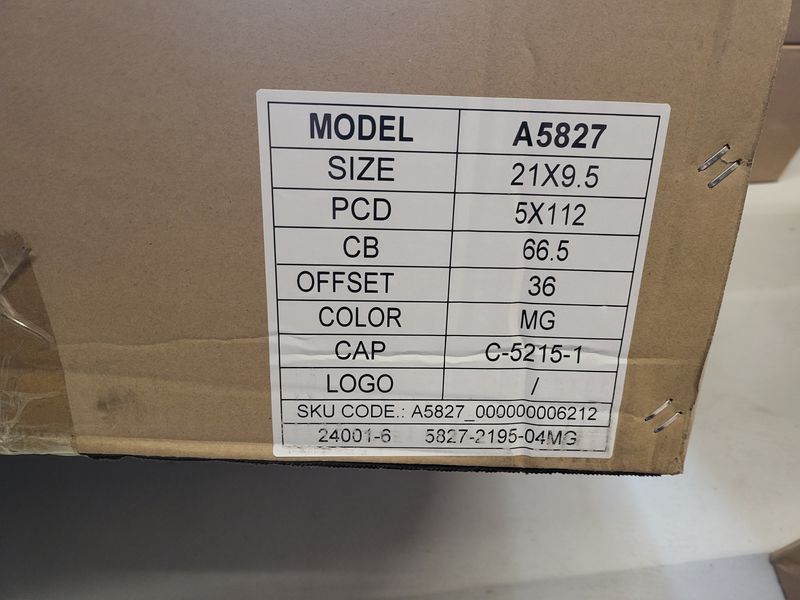 MODEL A5827
SIZE 21X9.5
PCD 5X112
CB 66.5
OFFSET 36
COLOR MG
CAP C-5215-1
LOGO /
SKU CODE.: A5827_000000006212
24001-6 5827-2195-04MG